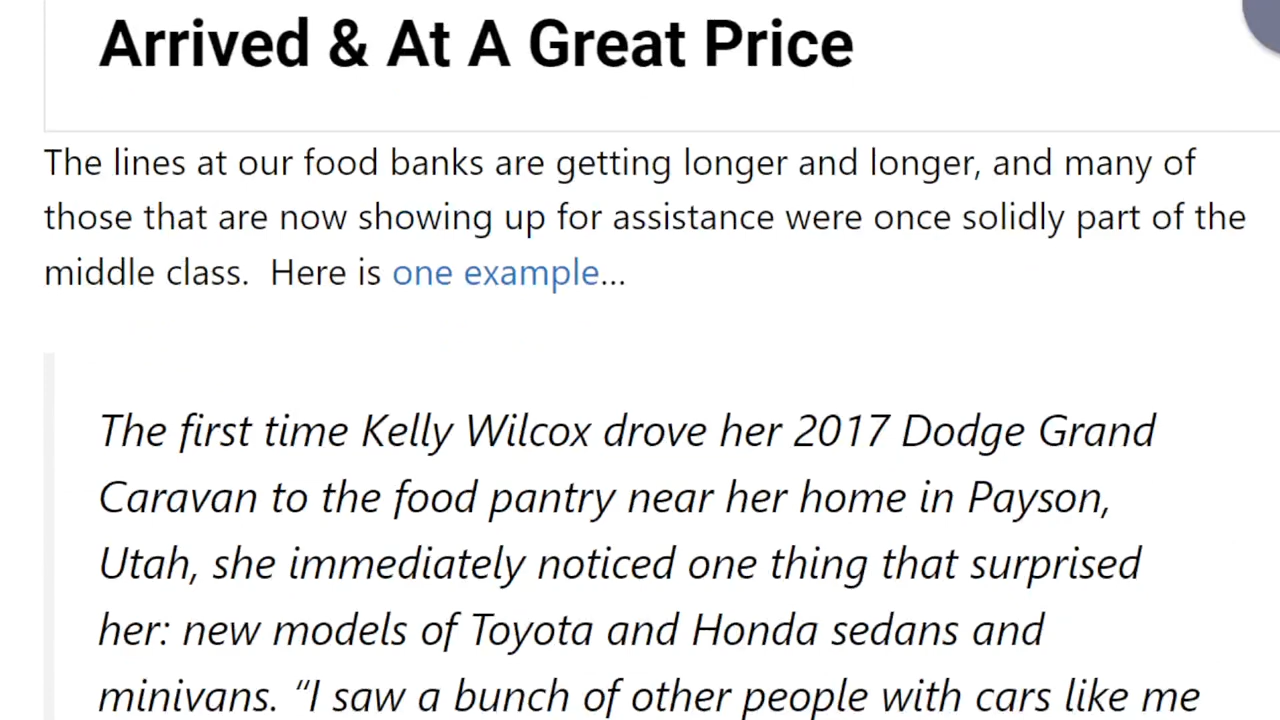 Arrived & At A Great Price
The lines at our food banks are getting longer and longer, and many of
those that are now showing up for assistance were once solidly part of the
middle class.  Here is one example...
The first time Kelly Wilcox drove her 2017 Dodge Grand
Caravan to the food pantry near her home in Payson,
Utah, she immediately noticed one thing that surprised
her: new models of Toyota and Honda sedans and
minivans. “I saw a bunch of other people with cars like me